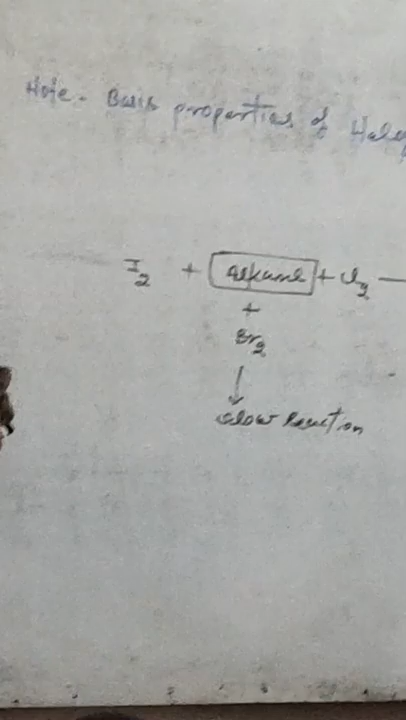 Note - Basic properties of Halo
I2 + Alkane + Cl2 —
+
Br2
↓
slow reaction